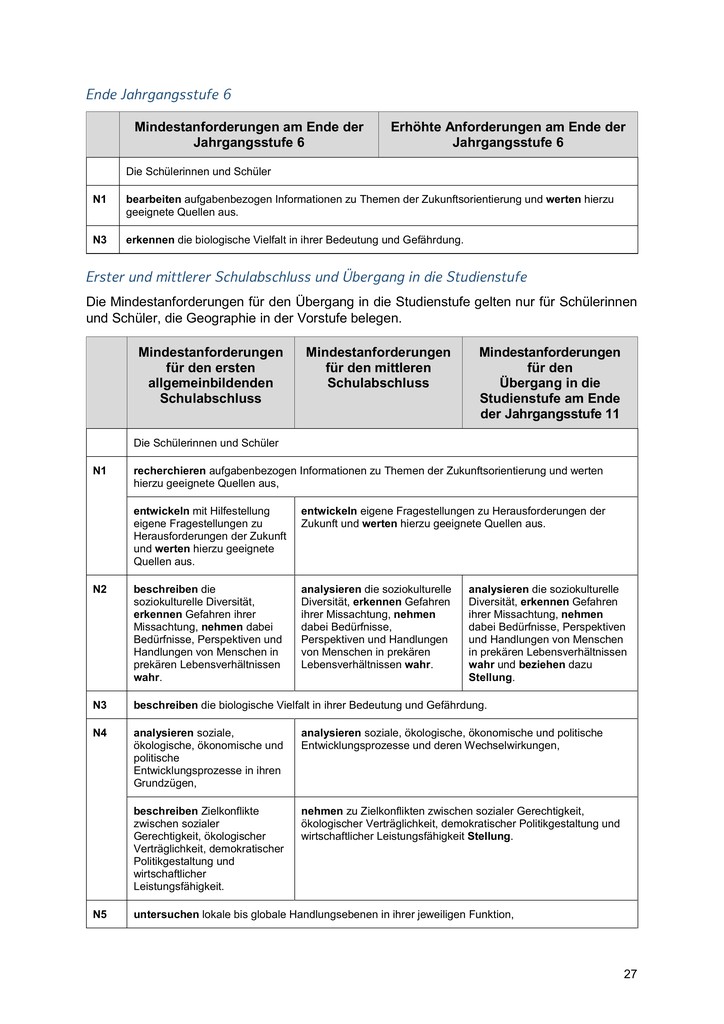 Ende Jahrgangsstufe 6
Mindestanforderungen am Ende der
Jahrgangsstufe 6
Erhöhte Anforderungen am Ende der
Jahrgangsstufe 6
Die Schülerinnen und Schüler
N1
bearbeiten aufgabenbezogen Informationen zu Themen der Zukunftsorientierung und werten hierzu
geeignete Quellen aus.
N3
erkennen die biologische Vielfalt in ihrer Bedeutung und Gefährdung.
Erster und mittlerer Schulabschluss und Übergang in die Studienstufe
Die Mindestanforderungen für den Übergang in die Studienstufe gelten nur für Schülerinnen
und Schüler, die Geographie in der Vorstufe belegen.
Mindestanforderungen
für den ersten
allgemeinbildenden
Schulabschluss
Mindestanforderungen
für den mittleren
Schulabschluss
Mindestanforderungen
für den
Übergang in die
Studienstufe am Ende
der Jahrgangsstufe 11
Die Schülerinnen und Schüler
N1
recherchieren aufgabenbezogen Informationen zu Themen der Zukunftsorientierung und werten
hierzu geeignete Quellen aus,
entwickeln mit Hilfestellung
eigene Fragestellungen zu
Herausforderungen der Zukunft
und werten hierzu geeignete
Quellen aus.
entwickeln eigene Fragestellungen zu Herausforderungen der
Zukunft und werten hierzu geeignete Quellen aus.
N2
beschreiben die
soziokulturelle Diversität,
erkennen Gefahren ihrer
Missachtung, nehmen dabei
Bedürfnisse, Perspektiven und
Handlungen von Menschen in
prekären Lebensverhältnissen
wahr.
analysieren die soziokulturelle
Diversität, erkennen Gefahren
ihrer Missachtung, nehmen
dabei Bedürfnisse,
Perspektiven und Handlungen
von Menschen in prekären
Lebensverhältnissen wahr.
analysieren die soziokulturelle
Diversität, erkennen Gefahren
ihrer Missachtung, nehmen
dabei Bedürfnisse, Perspektiven
und Handlungen von Menschen
in prekären Lebensverhältnissen
wahr und beziehen dazu
Stellung.
N3
beschreiben die biologische Vielfalt in ihrer Bedeutung und Gefährdung.
N4
analysieren soziale,
ökologische, ökonomische und
politische
Entwicklungsprozesse in ihren
Grundzügen,
analysieren soziale, ökologische, ökonomische und politische
Entwicklungsprozesse und deren Wechselwirkungen,
beschreiben Zielkonflikte
zwischen sozialer
Gerechtigkeit, ökologischer
Verträglichkeit, demokratischer
Politikgestaltung und
wirtschaftlicher
Leistungsfähigkeit.
nehmen zu Zielkonflikten zwischen sozialer Gerechtigkeit,
ökologischer Verträglichkeit, demokratischer Politikgestaltung und
wirtschaftlicher Leistungsfähigkeit Stellung.
N5
untersuchen lokale bis globale Handlungsebenen in ihrer jeweiligen Funktion,
27